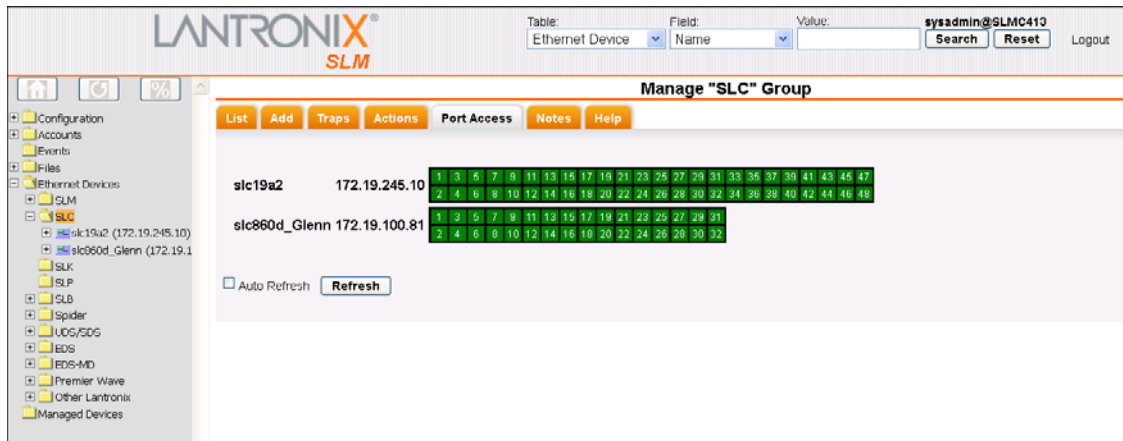 LANTRONIX®
SLM
Table: Field: Value: sysadmin@SLMC413
Ethernet Device Name Search Reset Logout
Manage "SLC" Group
List Add Traps Actions Port Access Notes Help
Configuration
Accounts
Events
Files
Ethernet Devices
SLM
SLC
slc19a2 (172.19.245.10)
slc860d_Glenn (172.19.1
SLK
SLP
SLB
Spider
UDS/SDS
EDS
EDS-MD
Premier Wave
Other Lantronix
Managed Devices
slc19a2 172.19.245.10
1 3 5 7 9 11 13 15 17 19 21 23 25 27 29 31 33 35 37 39 41 43 45 47
2 4 6 8 10 12 14 16 18 20 22 24 26 28 30 32 34 36 38 40 42 44 46 48
slc860d_Glenn 172.19.100.81
1 3 5 7 9 11 13 15 17 19 21 23 25 27 29 31
2 4 6 8 10 12 14 16 18 20 22 24 26 28 30 32
Auto Refresh Refresh